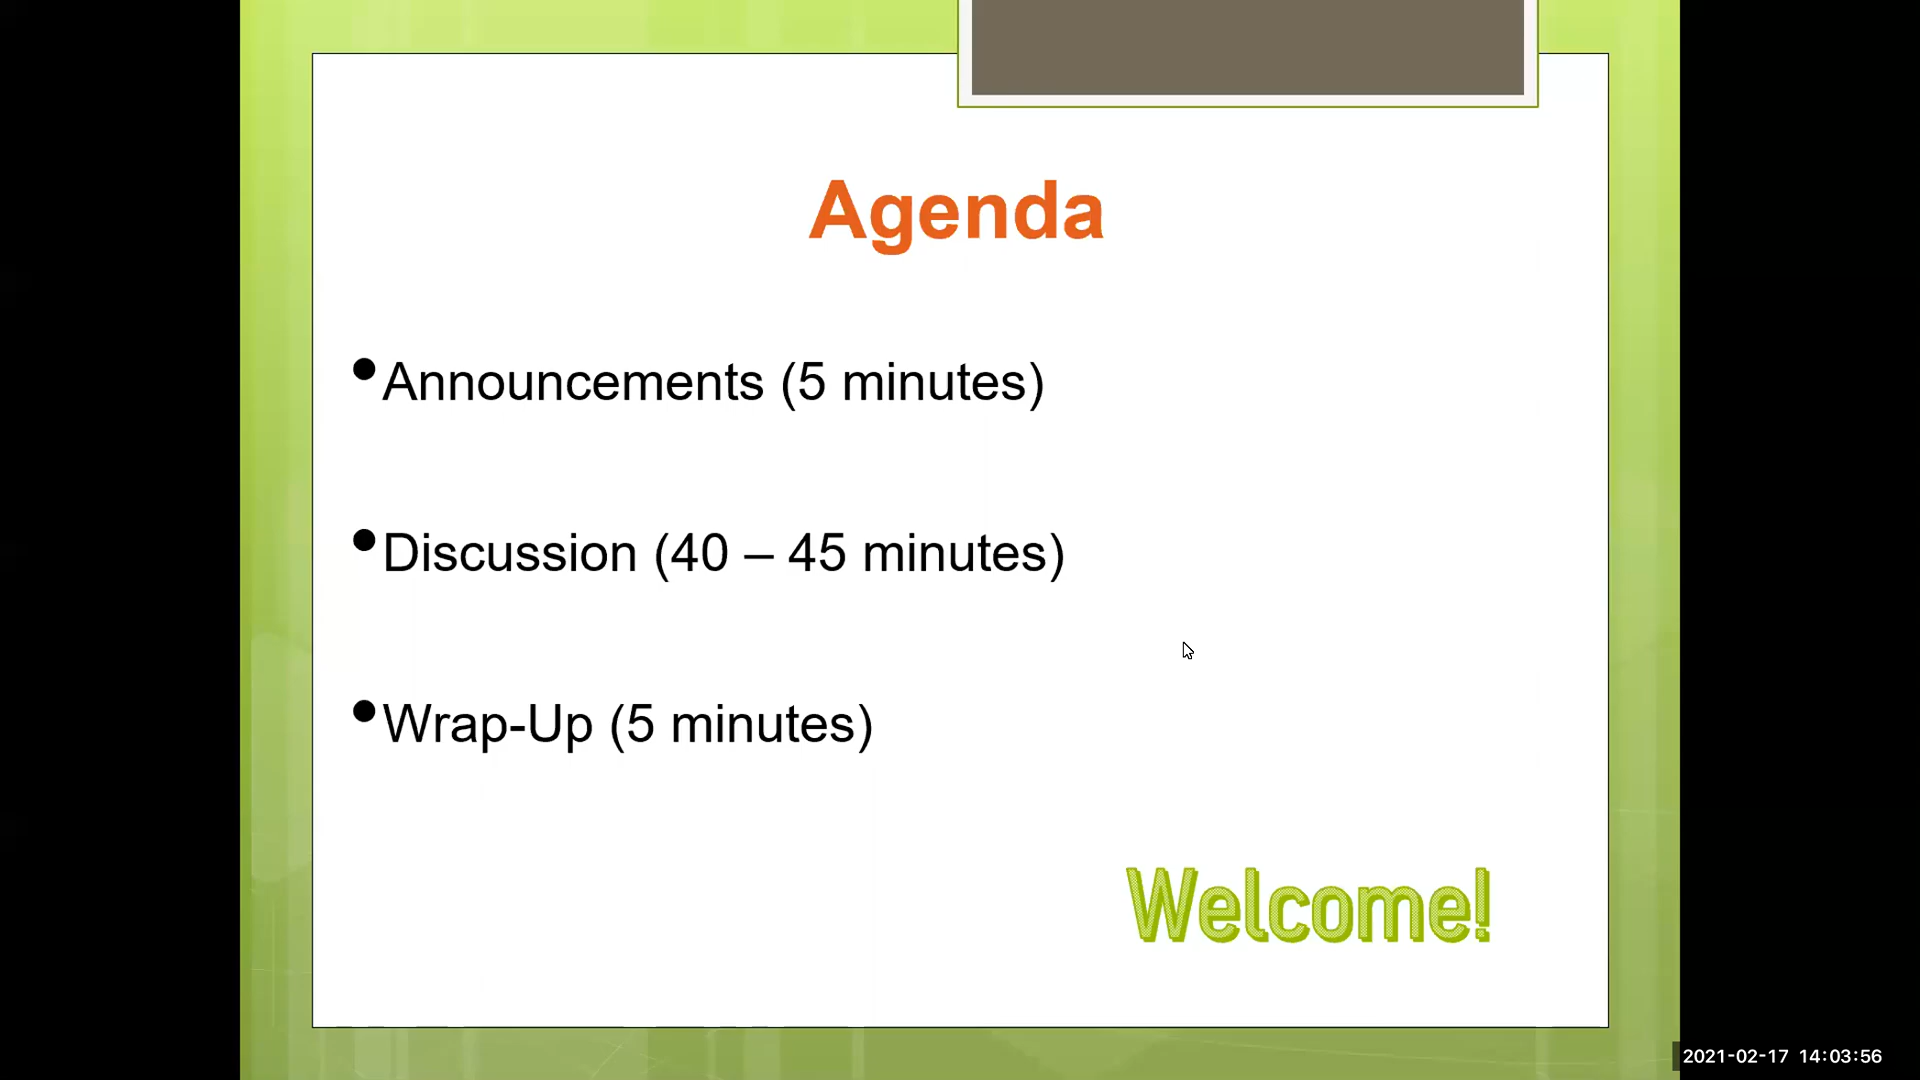 Agenda
•Announcements (5 minutes)
•Discussion (40 – 45 minutes)
•Wrap-Up (5 minutes)
Welcome!
2021-02-17 14:03:56